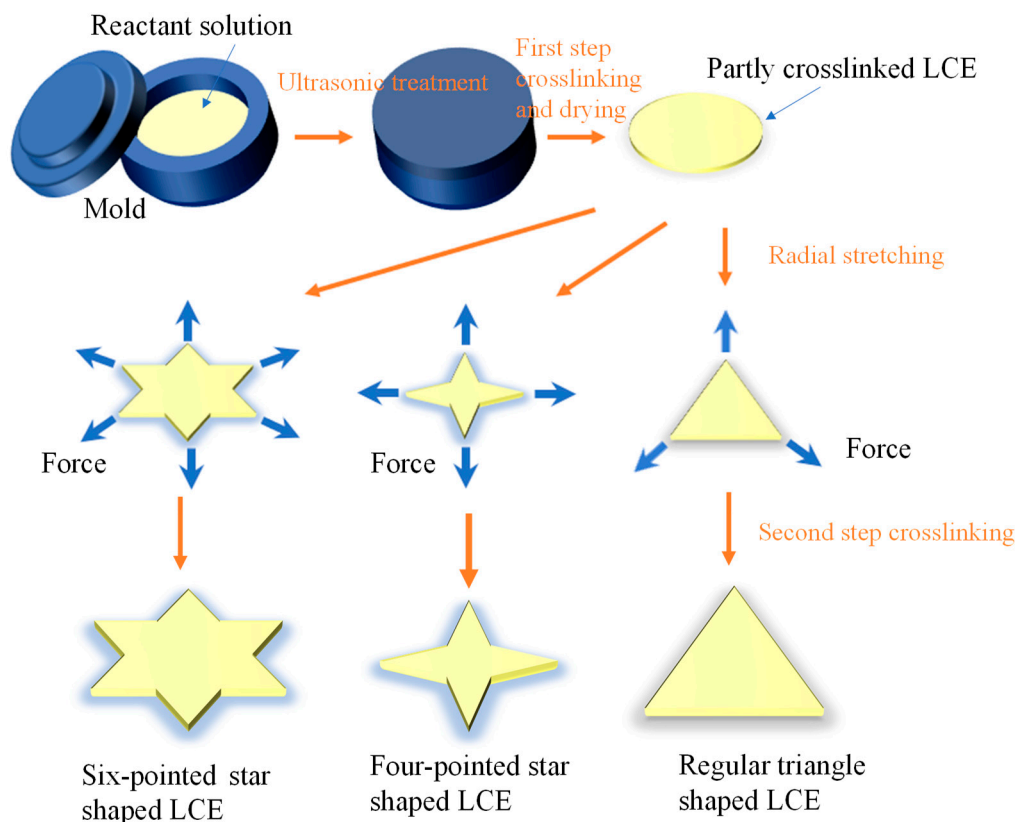 Reactant solution
Ultrasonic treatment
First step
crosslinking
and drying
Partly crosslinked LCE
Mold
Radial stretching
Force
Force
Force
Second step crosslinking
Six-pointed star
shaped LCE
Four-pointed star
shaped LCE
Regular triangle
shaped LCE